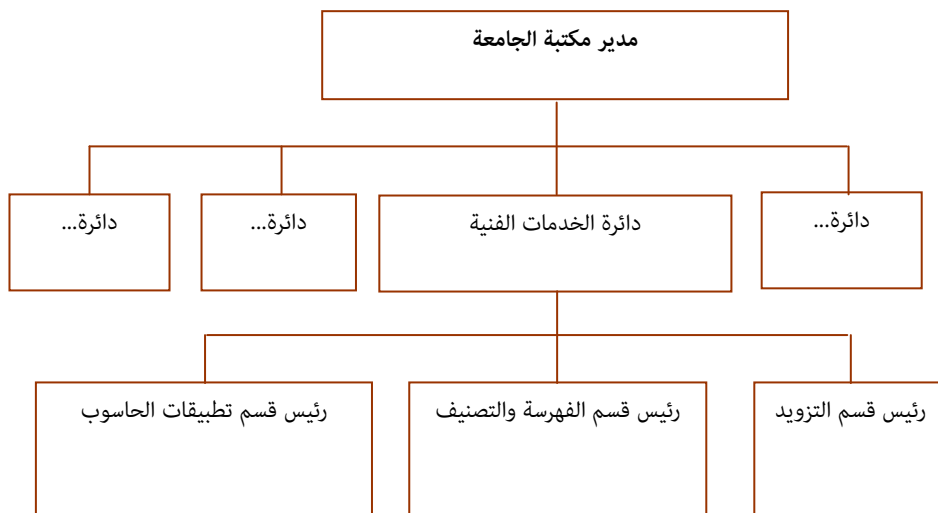 مدير مكتبة الجامعة
دائرة...
دائرة الخدمات الفنية
دائرة...
دائرة...
رئيس قسم التزويد
رئيس قسم الفهرسة والتصنيف
رئيس قسم تطبيقات الحاسوب